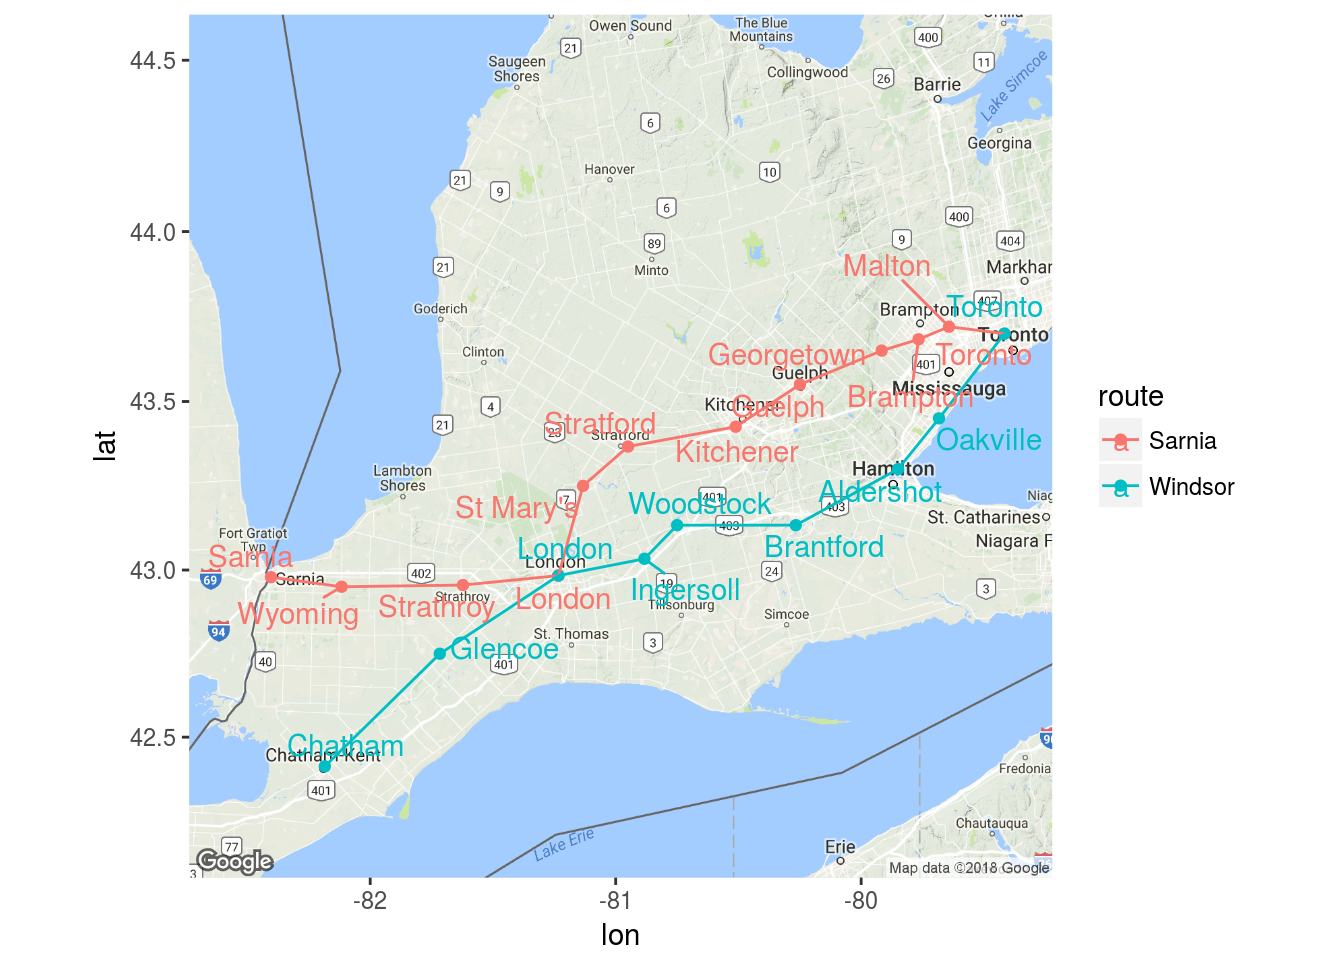 44.5
44.0
43.5
43.0
42.5
lat
-82
-81
-80
lon
route
Sarnia
Windsor
a
a
Owen Sound
The Blue
Mountains
400
21
Saugeen
Shores
Collingwood
26
11
Barrie
Lake Simcoe
6
Georgina
Hanover
10
21
9
6
400
89
9
404
Minto
21
Malton
Markham
Goderich
407
Brampton
Toronto
Toronto
Clinton
Georgetown
Toronto
401
Guelph
Mississauga
Brampton
4
Kitchener
Guelph
21
Stratford
23
Stratford
Oakville
Kitchener
Lambton
Shores
Hamilton
7
401
Aldershot
St Mary's
Woodstock
403
403
St. Catharines
Niagara F
Niag
Fort Gratiot
Twp
Brantford
Sarnia
London
London
69
Sarnia
402
19
24
3
Ingersoll
Strathroy
Strathroy
London
Wyoming
Tillsonburg
Simcoe
94
St. Thomas
3
Glencoe
40
401
Chatham
Chatham-Kent
401
Fredonia
Chautauqua
Lake Erie
77
Erie
3
Google
Map data ©2018 Google